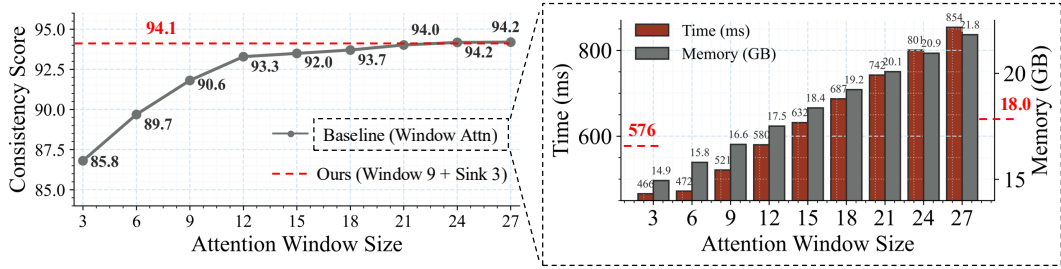 Consistency Score
95.0
92.5
90.0
87.5
85.0
94.1
85.8
89.7
90.6
93.3
92.0
93.7
94.0
94.2
94.2
Baseline (Window Attn)
Ours (Window 9 + Sink 3)
3 6 9 12 15 18 21 24 27
Attention Window Size
Time (ms)
800
600
576
Time (ms)
Memory (GB)
466 14.9
472 15.8
521 16.6
580 17.5
632 18.4
687 19.2
742 20.1
801 20.9
854 21.8
3 6 9 12 15 18 21 24 27
Attention Window Size
20
15
18.0
Memory (GB)